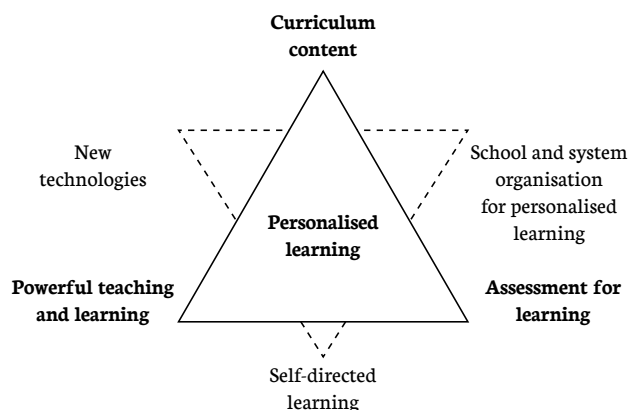 Curriculum
content
New
technologies
School and system
organisation
for personalised
learning
Personalised
learning
Powerful teaching
and learning
Assessment for
learning
Self-directed
learning